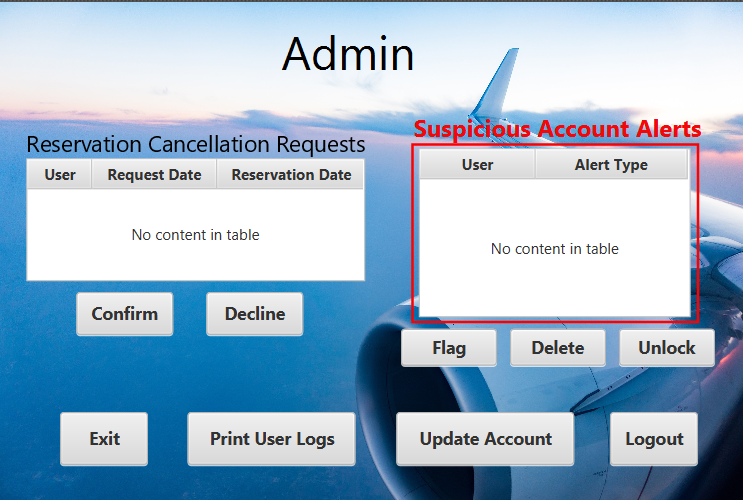 Admin
Reservation Cancellation Requests
User Request Date Reservation Date
No content in table
Confirm Decline
Suspicious Account Alerts
User Alert Type
No content in table
Flag Delete Unlock
Exit Print User Logs Update Account Logout